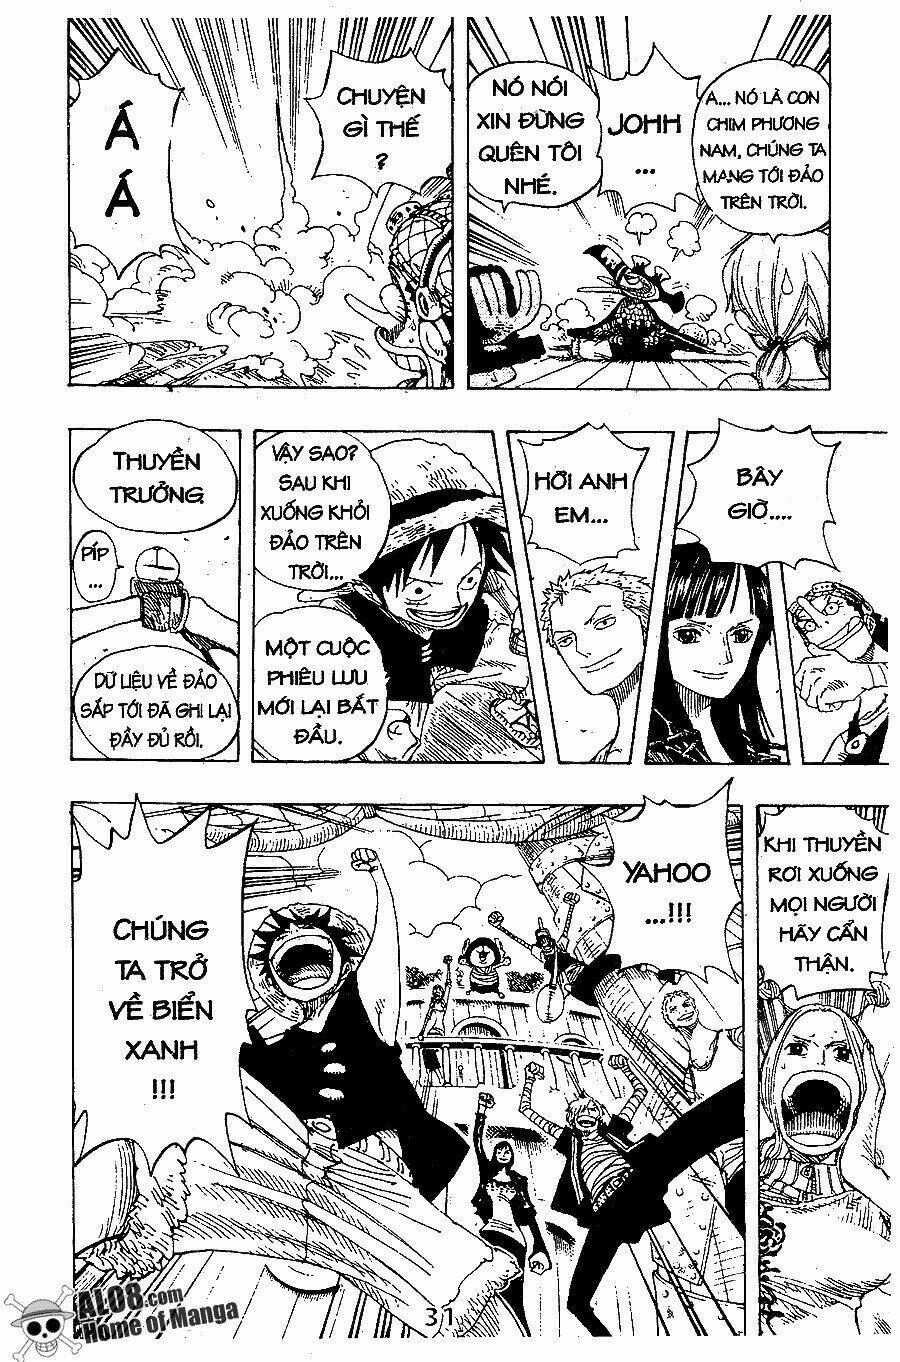 A... NÓ LÀ CON
CHIM PHƯƠNG
NAM, CHÚNG TA
MANG TỚI ĐẢO
TRÊN TRỜI.
JOHH
...
NÓ NÓI
XIN ĐỪNG
QUÊN TÔI
NHÉ.
CHUYỆN
GÌ THẾ
?
Á
Á
BÂY
GIỜ....
HỠI ANH
EM...
VẬY SAO?
SAU KHI
XUỐNG KHỎI
ĐẢO TRÊN
TRỜI...
MỘT CUỘC
PHIÊU LƯU
MỚI LẠI BẮT
ĐẦU.
THUYỀN
TRƯỞNG
PÍP
...
DỮ LIỆU VỀ ĐẢO
SẮP TỚI ĐÃ GHI LẠI
ĐẦY ĐỦ RỒI.
KHI THUYỀN
RƠI XUỐNG
MỌI NGƯỜI
HÃY CẨN
THẬN.
YAHOO
...!!!
CHÚNG
TA TRỞ
VỀ BIỂN
XANH
!!!
31
ALO8.com
Home of Manga